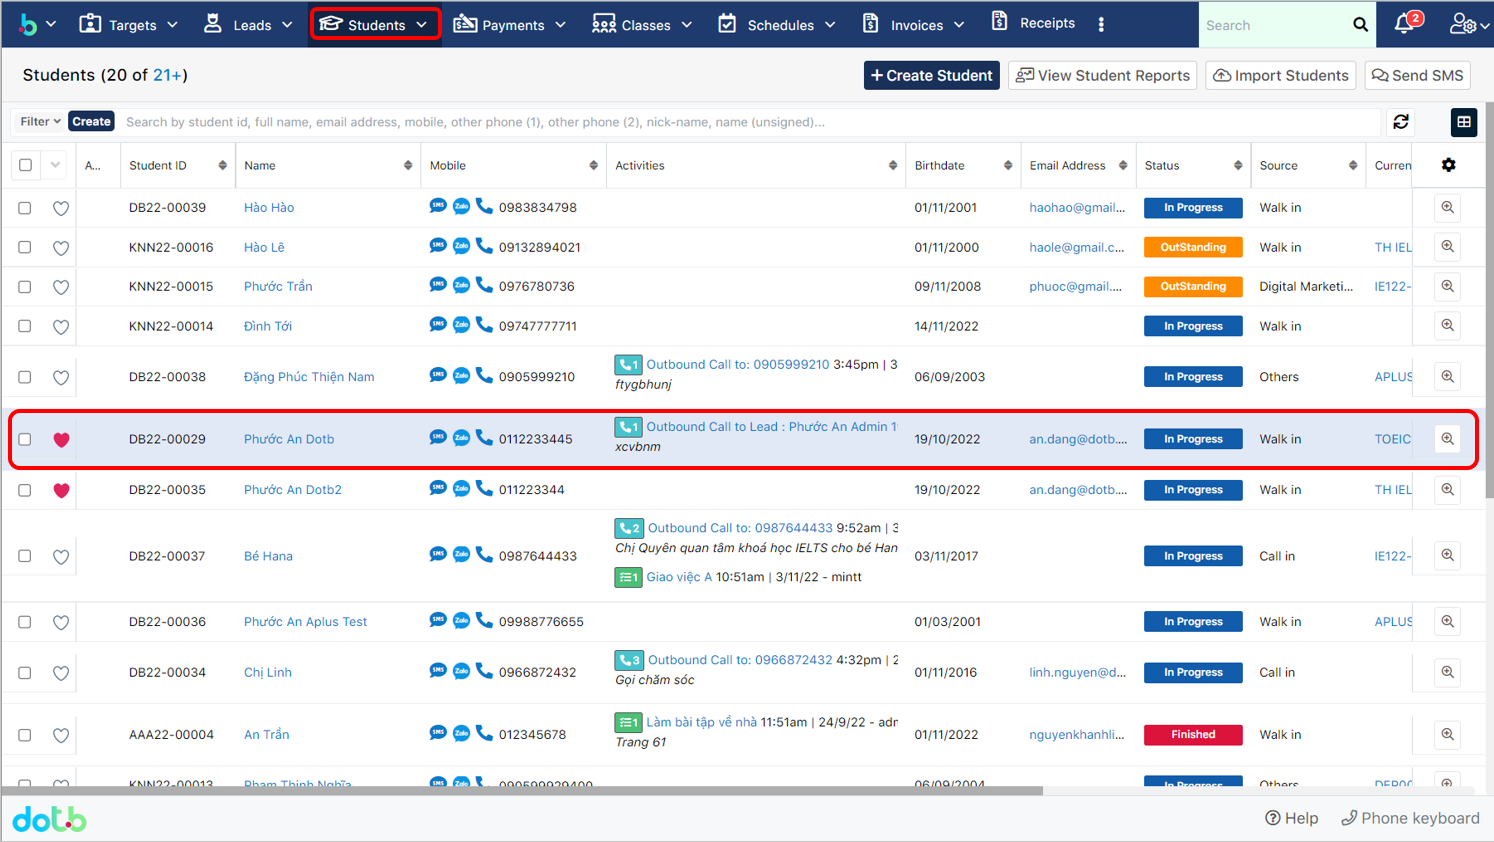 b Targets Leads Students Payments Classes Schedules Invoices Receipts Search 2
Students (20 of 21+) Create Student View Student Reports Import Students Send SMS
Filter Create Search by student id, full name, email address, mobile, other phone (1), other phone (2), nick-name, name (unsigned)...
A... Student ID Name Mobile Activities Birthdate Email Address Status Source Curren
DB22-00039 Hào Hào SMS Zalo 0983834798 01/11/2001 haohao@gmail... In Progress Walk in
KNN22-00016 Hào Lê SMS Zalo 09132894021 01/11/2000 haole@gmail.c... OutStanding Walk in TH IEL
KNN22-00015 Phước Trần SMS Zalo 0976780736 09/11/2008 phuoc@gmail.... OutStanding Digital Marketi... IE122-
KNN22-00014 Đình Tới SMS Zalo 09747777711 14/11/2022 In Progress Walk in
1 Outbound Call to: 0905999210 3:45pm | 3
DB22-00038 Đặng Phúc Thiện Nam SMS Zalo 0905999210 06/09/2003 In Progress Others APLUS
ftygbhunj
1 Outbound Call to Lead : Phước An Admin 1
DB22-00029 Phước An Dotb SMS Zalo 0112233445 19/10/2022 an.dang@dotb.... In Progress Walk in TOEIC
xcvbnm
DB22-00035 Phước An Dotb2 SMS Zalo 011223344 19/10/2022 an.dang@dotb.... In Progress Walk in TH IEL
2 Outbound Call to: 0987644433 9:52am | 3
Chị Quyên quan tâm khoá học IELTS cho bé Han
DB22-00037 Bé Hana SMS Zalo 0987644433 03/11/2017 In Progress Call in IE122-
1 Giao việc A 10:51am | 3/11/22 - mintt
DB22-00036 Phước An Aplus Test SMS Zalo 09988776655 01/03/2001 In Progress Walk in APLUS
3 Outbound Call to: 0966872432 4:32pm | 2
DB22-00034 Chị Linh SMS Zalo 0966872432 01/11/2016 linh.nguyen@d... In Progress Call in
Gọi chăm sóc
1 Làm bài tập về nhà 11:51am | 24/9/22 - adn
AAA22-00004 An Trần SMS Zalo 012345678 01/11/2022 nguyenkhanhli... Finished Walk in
Trang 61
KNN22-00013 Phạm Thịnh Nghĩa SMS Zalo 090599929400 06/09/2004 In Progress Others DEP00
dotb Help Phone keyboard